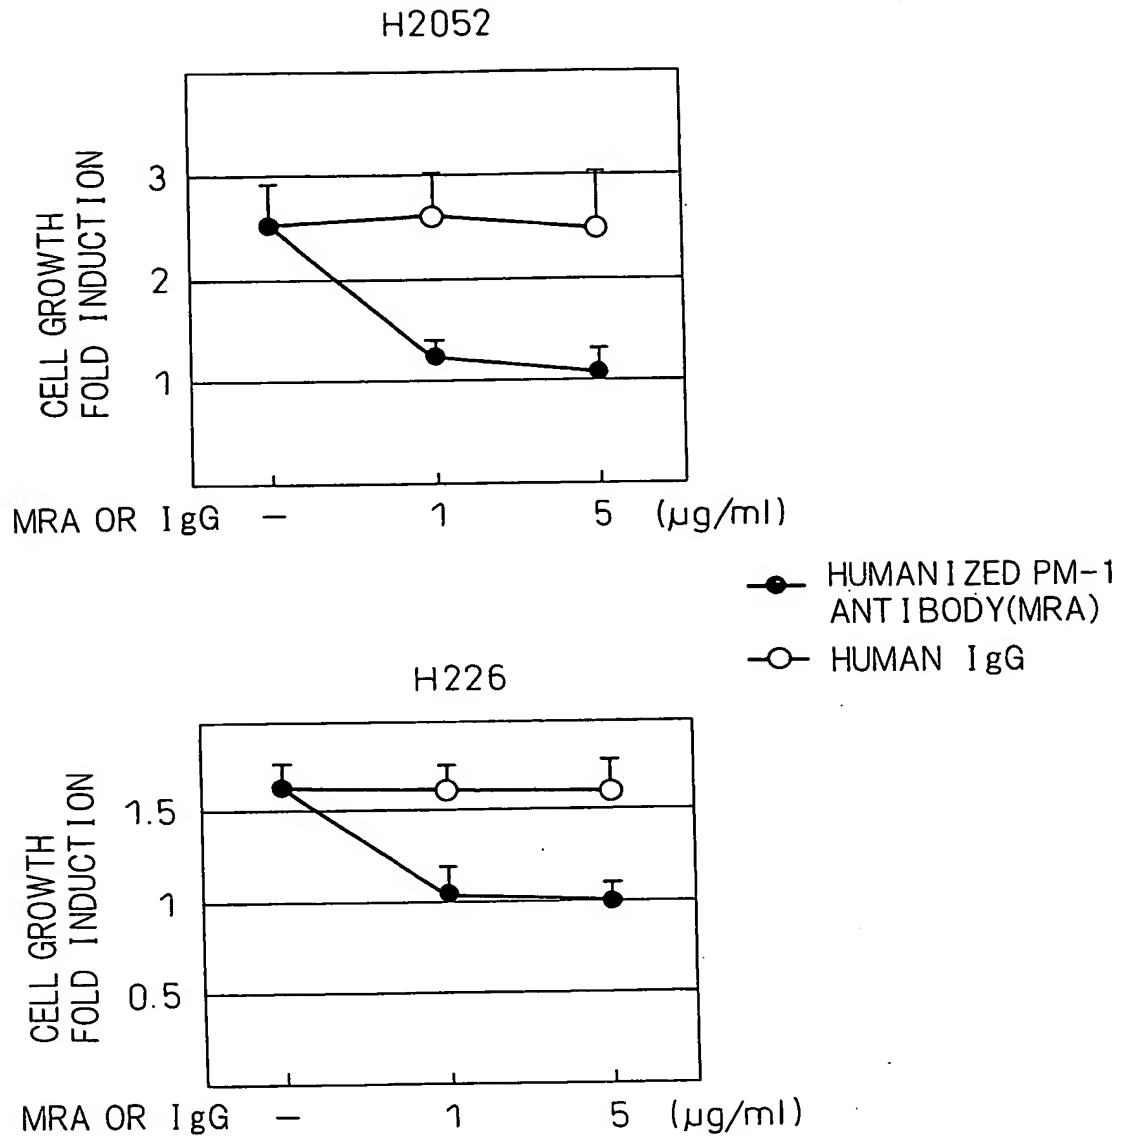 H2052
CELL GROWTH
FOLD INDUCTION
3
2
1
MRA OR IgG - 1 5 (μg/ml)
HUMANIZED PM-1
ANTIBODY(MRA)
HUMAN IgG
H226
CELL GROWTH
FOLD INDUCTION
1.5
1
0.5
MRA OR IgG - 1 5 (μg/ml)